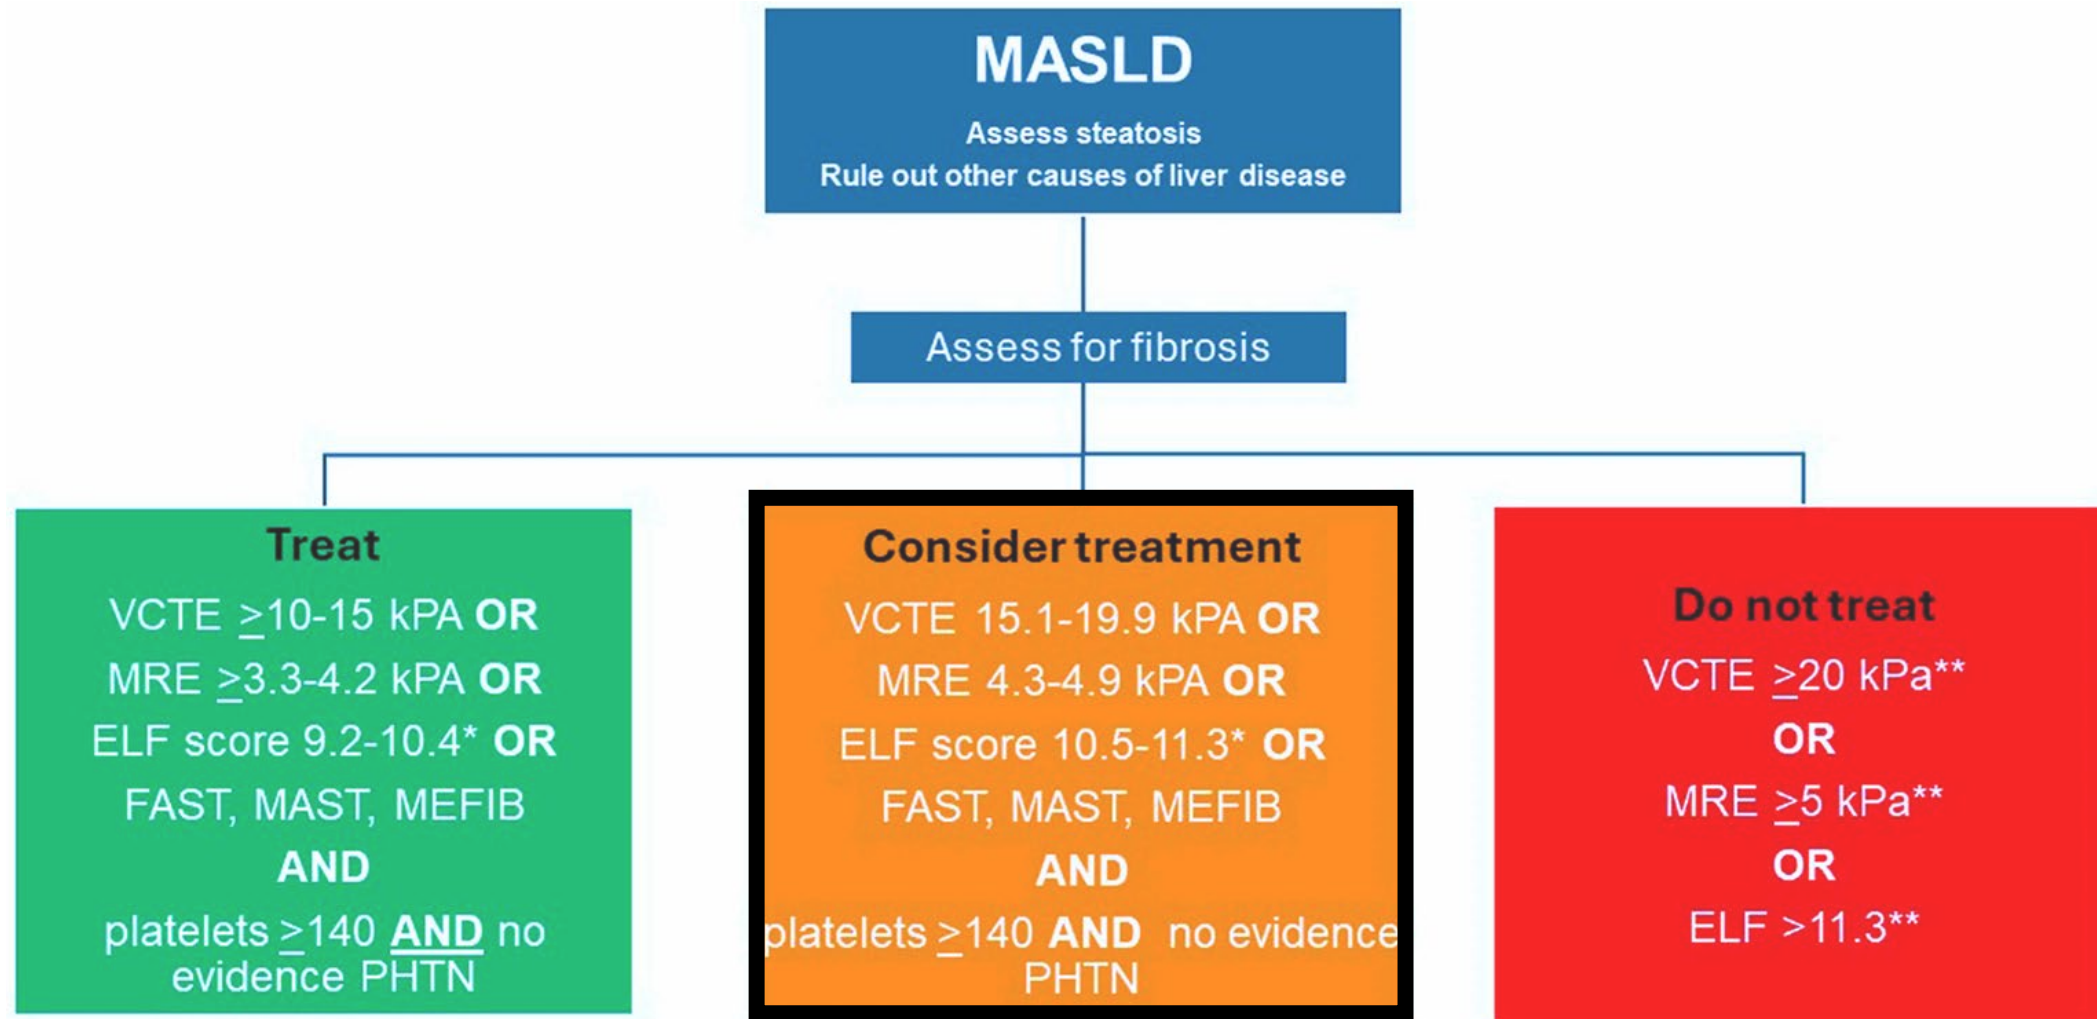 MASLD
Assess steatosis
Rule out other causes of liver disease
Assess for fibrosis
Treat
VCTE ≥10-15 kPA OR
MRE ≥3.3-4.2 kPA OR
ELF score 9.2-10.4* OR
FAST, MAST, MEFIB
AND
platelets ≥140 AND no
evidence PHTN
Consider treatment
VCTE 15.1-19.9 kPA OR
MRE 4.3-4.9 kPA OR
ELF score 10.5-11.3* OR
FAST, MAST, MEFIB
AND
platelets ≥140 AND no evidence
PHTN
Do not treat
VCTE ≥20 kPa**
OR
MRE ≥5 kPa**
OR
ELF >11.3**